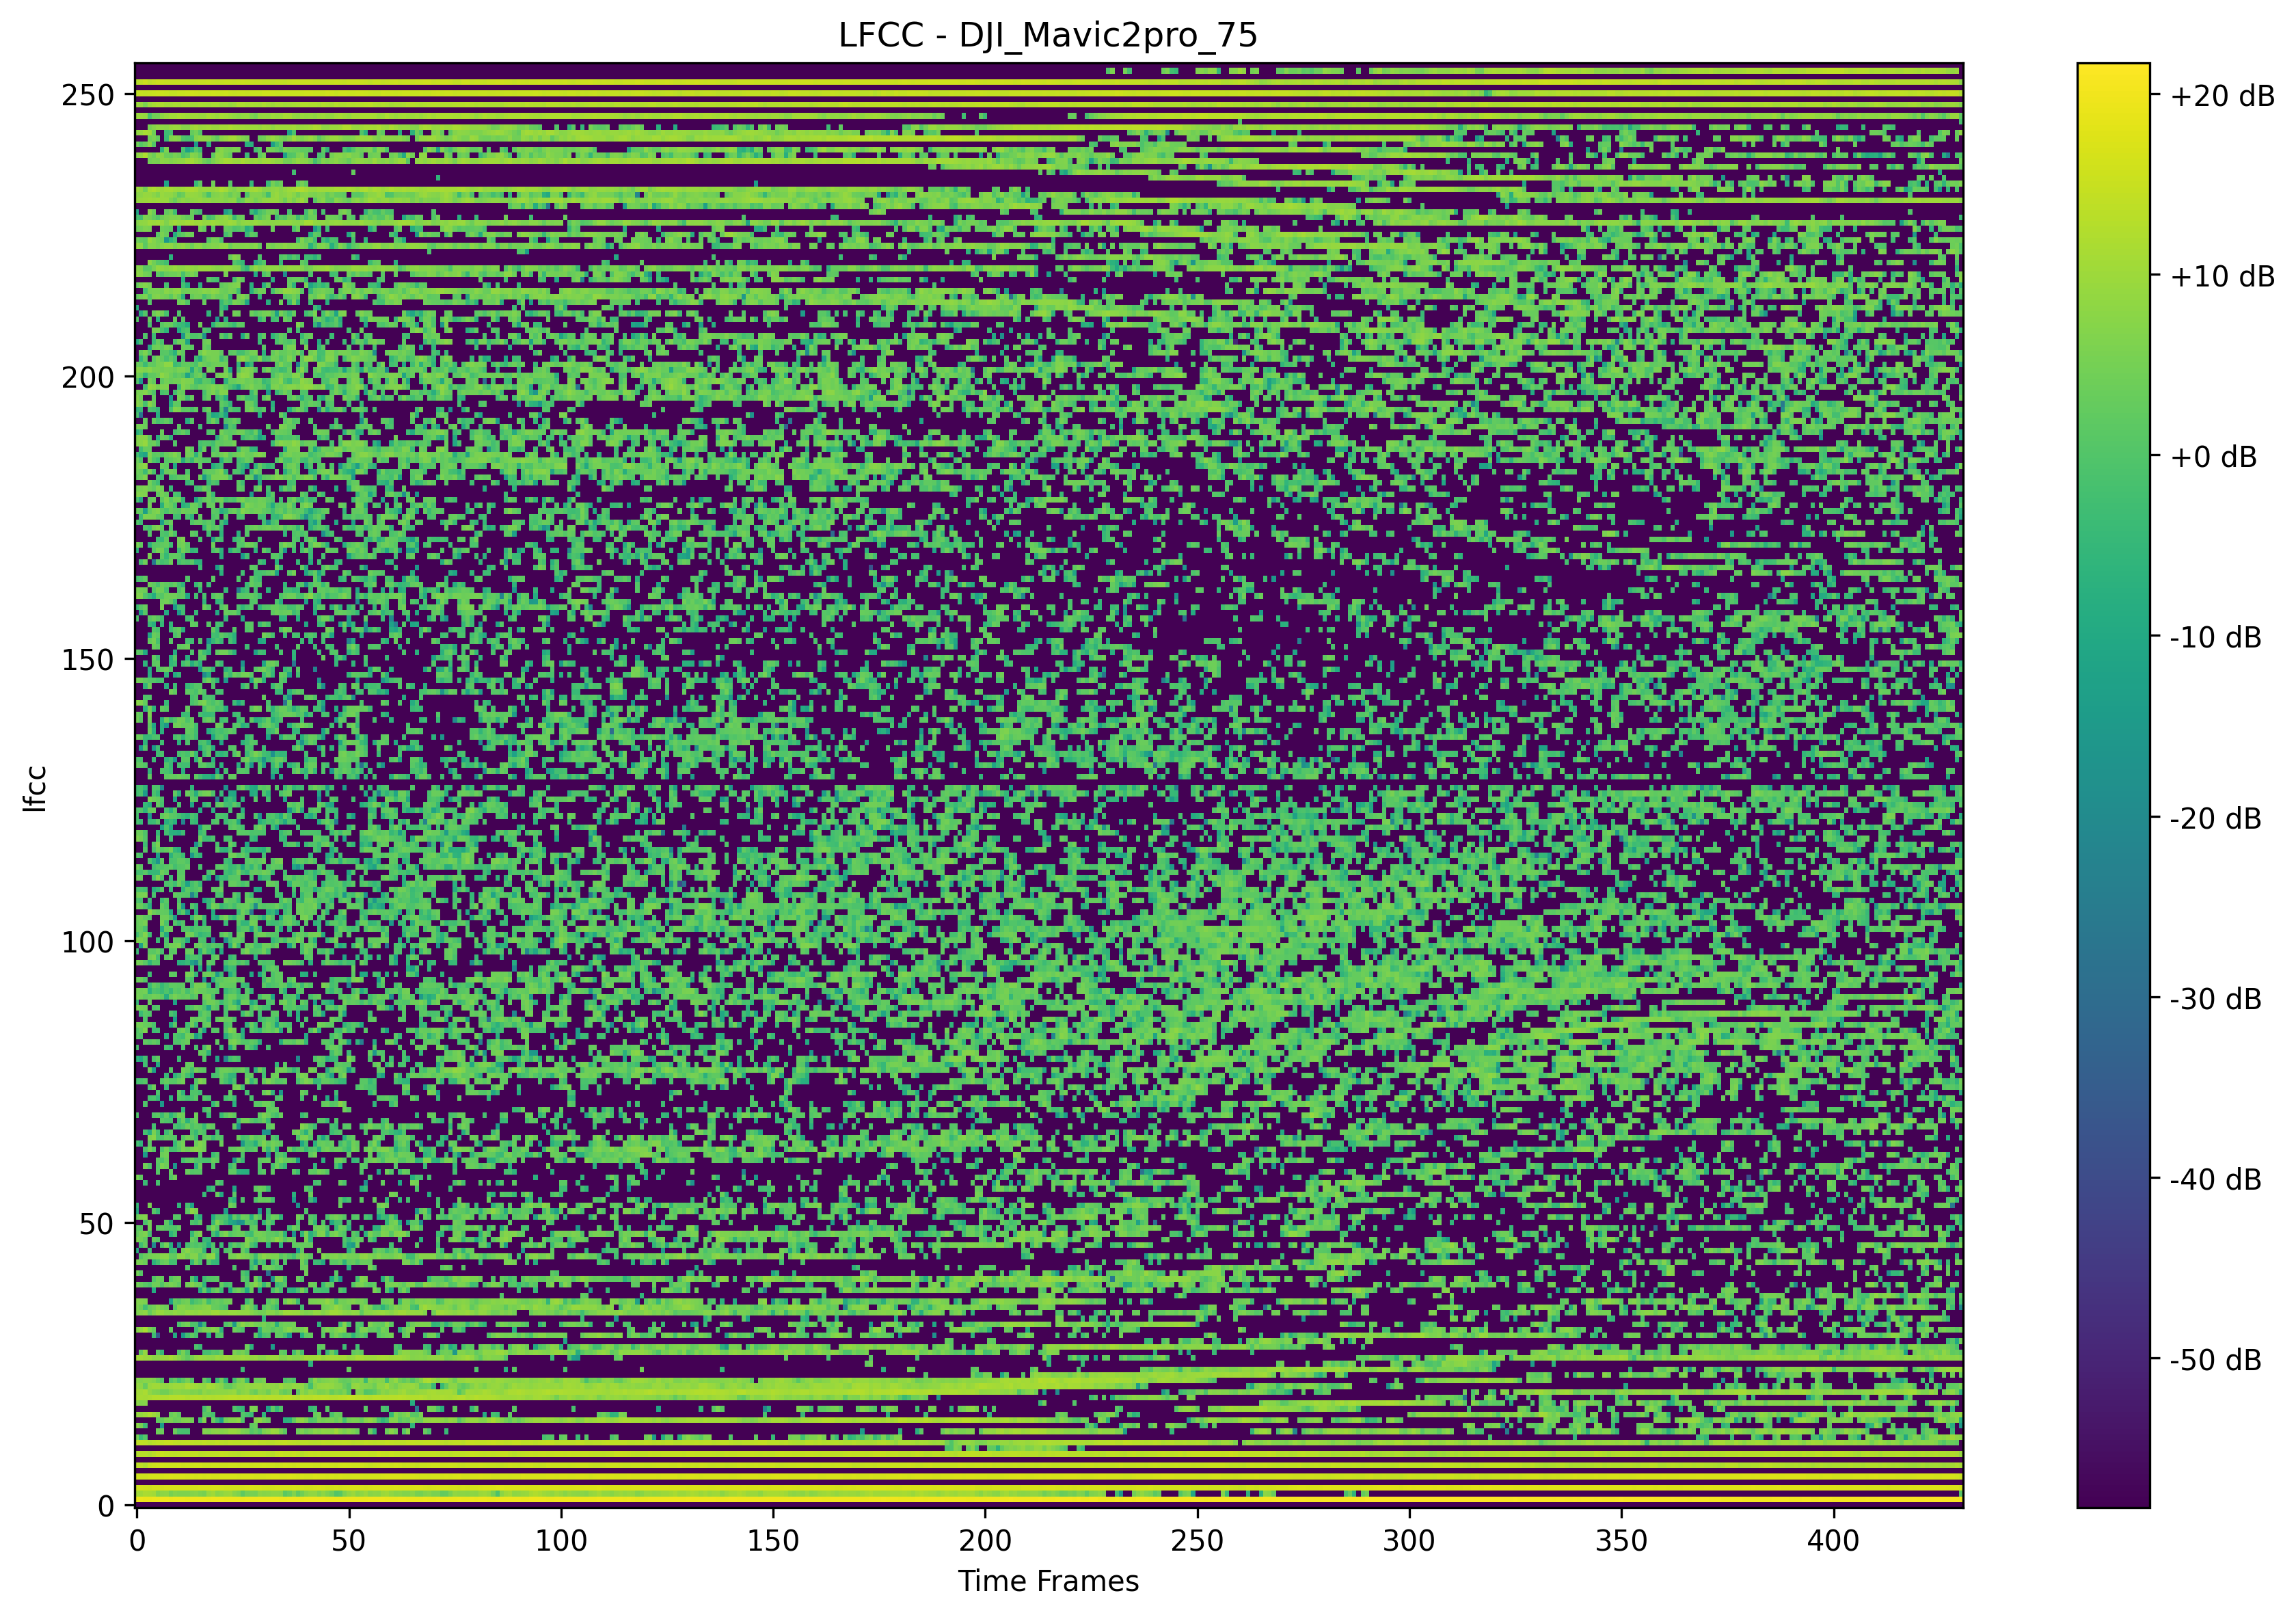 LFCC - DJI_Mavic2pro_75
250
200
150
100
50
0
lfcc
0 50 100 150 200 250 300 350 400
Time Frames
+20 dB
+10 dB
+0 dB
-10 dB
-20 dB
-30 dB
-40 dB
-50 dB